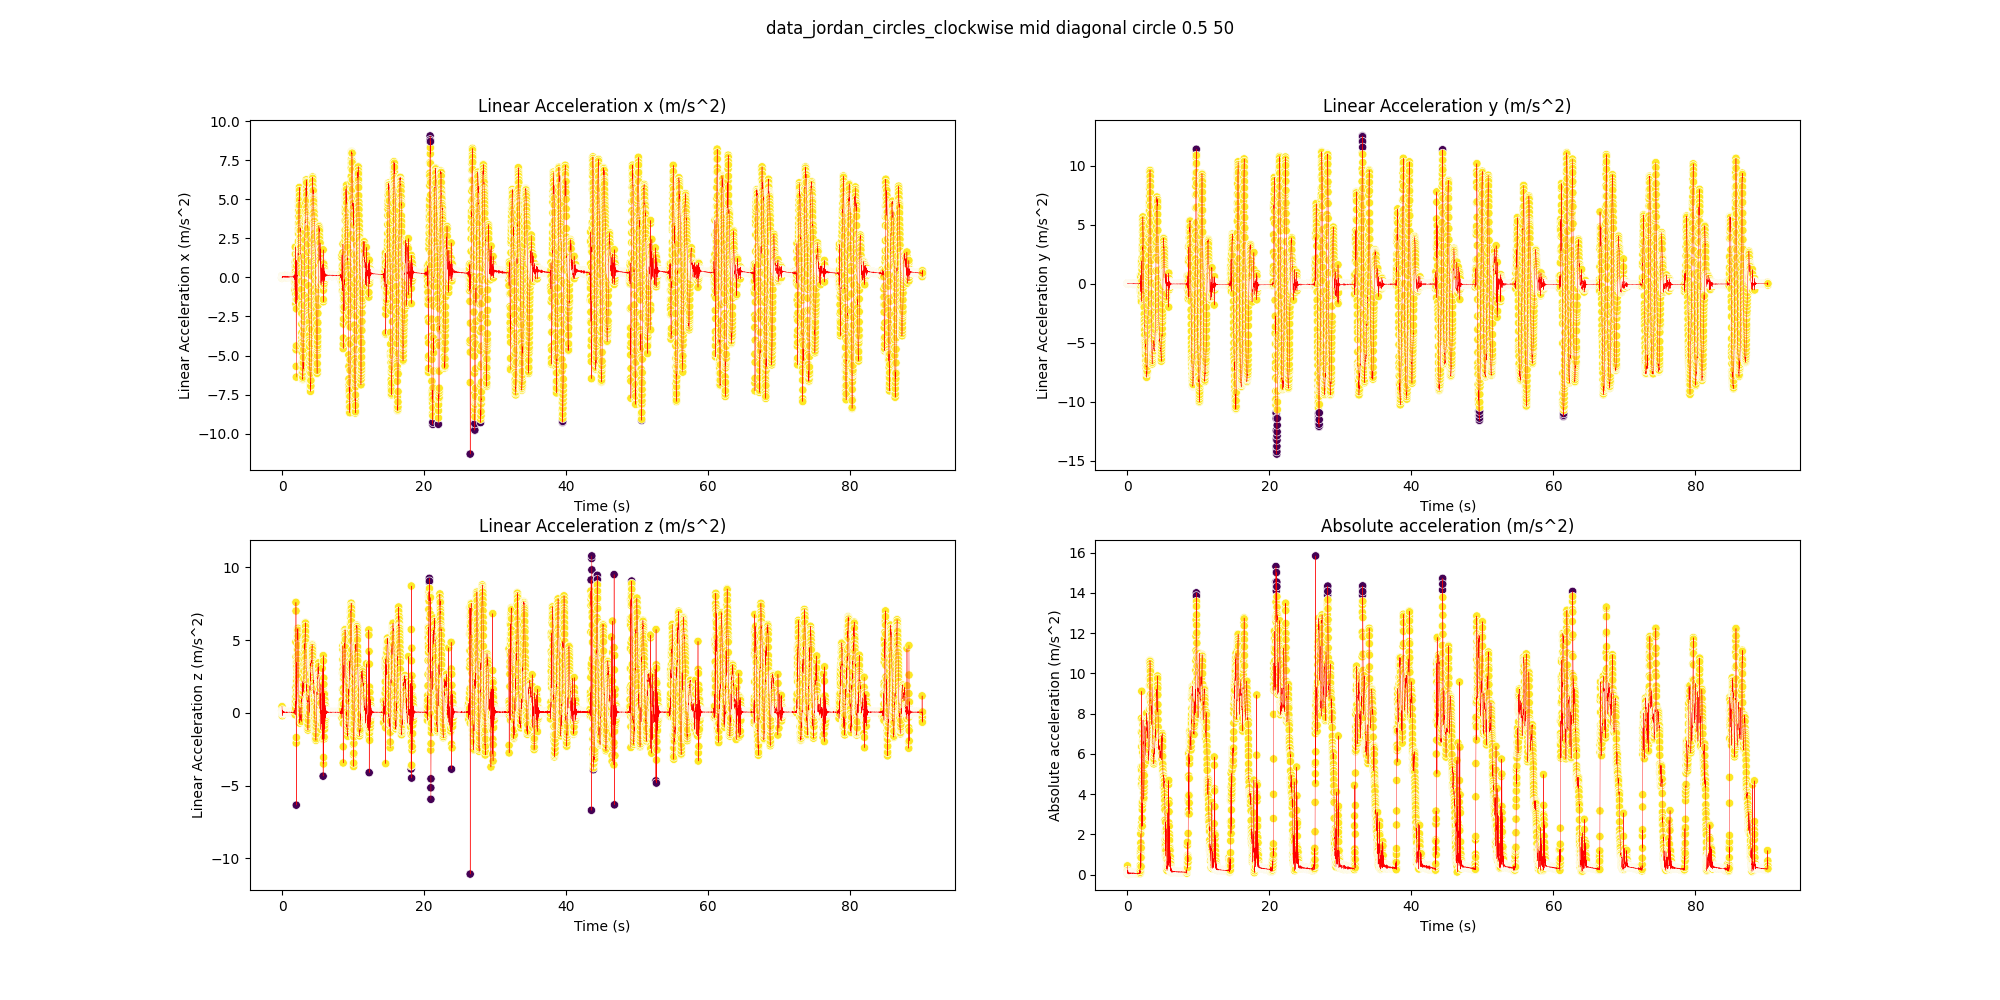 data_jordan_circles_clockwise mid diagonal circle 0.5 50
Linear Acceleration x (m/s^2)
Linear Acceleration x (m/s^2)
10.0
7.5
5.0
2.5
0.0
−2.5
−5.0
−7.5
−10.0
0 20 40 60 80
Time (s)
Linear Acceleration y (m/s^2)
Linear Acceleration y (m/s^2)
10
5
0
−5
−10
−15
0 20 40 60 80
Time (s)
Linear Acceleration z (m/s^2)
Linear Acceleration z (m/s^2)
10
5
0
−5
−10
0 20 40 60 80
Time (s)
Absolute acceleration (m/s^2)
Absolute acceleration (m/s^2)
16
14
12
10
8
6
4
2
0
0 20 40 60 80
Time (s)